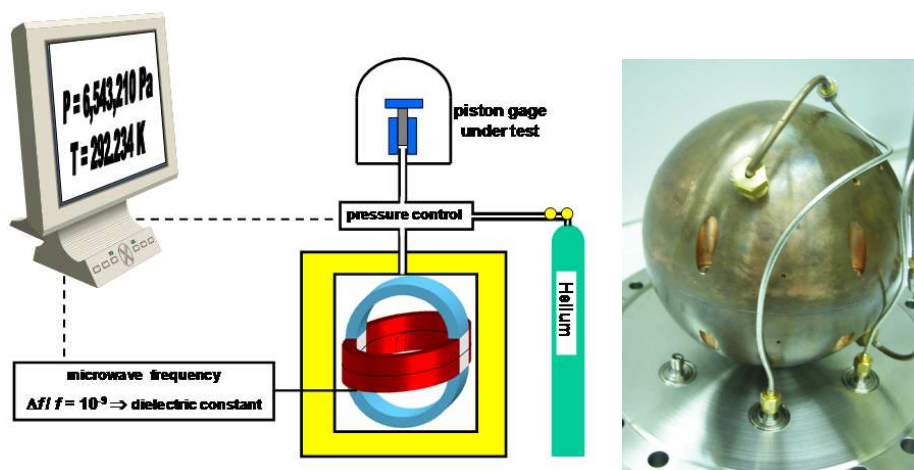 P = 6,543,210 Pa
T = 292.234 K
piston gage
under test
pressure control
Helium
microwave frequency
Δf / f = 10⁻⁹ ⇒ dielectric constant